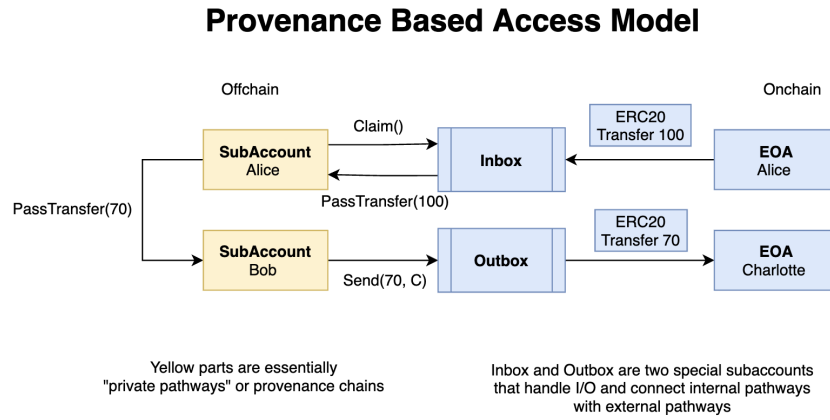 Provenance Based Access Model
Offchain
Onchain
Claim()
ERC20
Transfer 100
SubAccount
Alice
Inbox
EOA
Alice
PassTransfer(100)
PassTransfer(70)
ERC20
Transfer 70
SubAccount
Bob
Outbox
EOA
Charlotte
Send(70, C)
Yellow parts are essentially
"private pathways" or provenance chains
Inbox and Outbox are two special subaccounts
that handle I/O and connect internal pathways
with external pathways